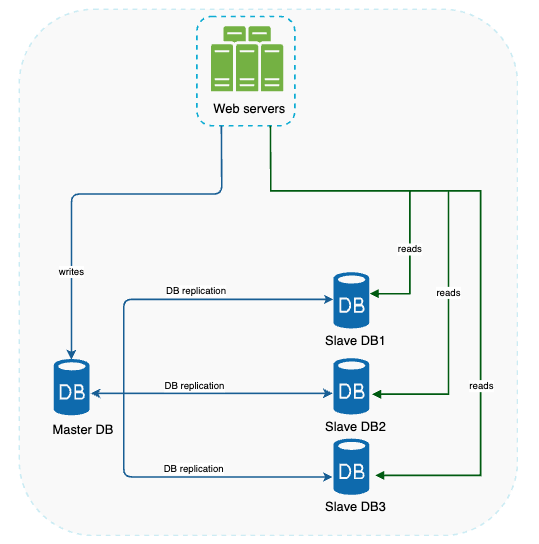 Web servers
writes
reads
reads
reads
DB replication
DB
Slave DB1
DB replication
DB
Master DB
DB
Slave DB2
DB replication
DB
Slave DB3